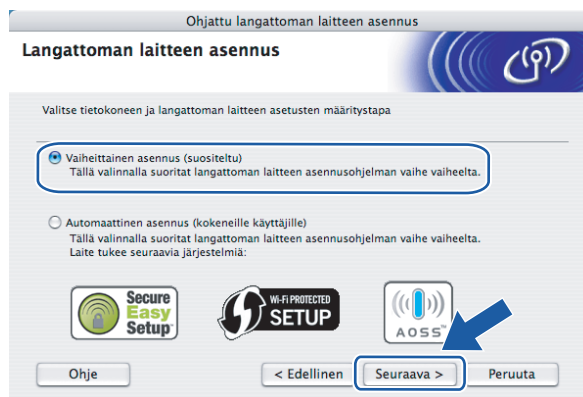 Ohjattu langattoman laitteen asennus
Langattoman laitteen asennus
Valitse tietokoneen ja langattoman laitteen asetusten määritystapa
Vaiheittainen asennus (suositeltu)
Tällä valinnalla suoritat langattoman laitteen asennusohjelman vaihe vaiheelta.
Automaattinen asennus (kokeneille käyttäjille)
Tällä valinnalla suoritat langattoman laitteen asennusohjelman vaihe vaiheelta.
Laite tukee seuraavia järjestelmiä:
Secure
Easy
Setup™
Wi-Fi PROTECTED
SETUP
AOSS™
Ohje
< Edellinen
Seuraava >
Peruuta